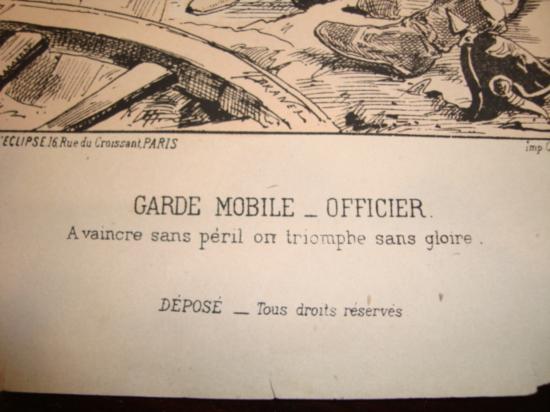 L'ECLIPSE, 16, Rue du Croissant, PARIS
imp
GARDE MOBILE _ OFFICIER.
A vaincre sans péril on triomphe sans gloire.
DÉPOSÉ _ Tous droits réservés